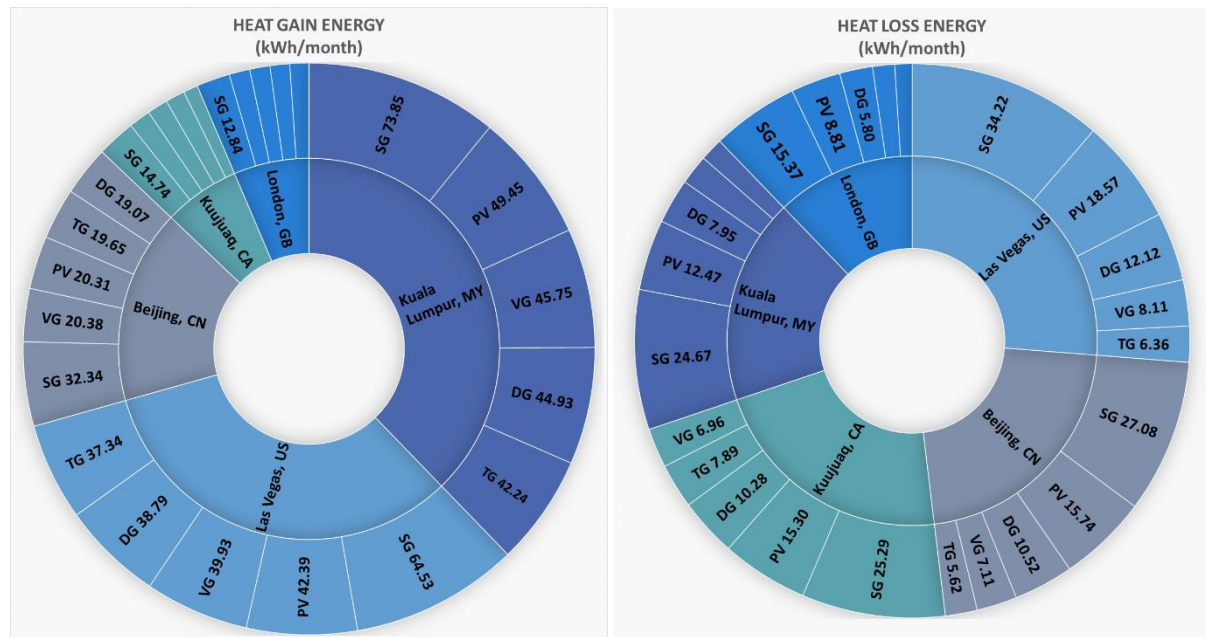 HEAT GAIN ENERGY
(kWh/month)
SG 73.85
PV 49.45
VG 45.75
DG 44.93
TG 42.24
Kuala
Lumpur, MY
SG 64.53
PV 42.39
VG 39.93
DG 38.79
TG 37.34
Las Vegas, US
SG 32.34
VG 20.38
PV 20.31
TG 19.65
DG 19.07
Beijing, CN
SG 14.74
Kuujuaq, CA
SG 12.84
London, GB
HEAT LOSS ENERGY
(kWh/month)
SG 34.22
PV 18.57
DG 12.12
VG 8.11
TG 6.36
Las Vegas, US
SG 27.08
PV 15.74
DG 10.52
VG 7.11
TG 5.62
Beijing, CN
SG 25.29
PV 15.30
DG 10.28
TG 7.89
VG 6.96
Kuujuaq, CA
SG 24.67
PV 12.47
DG 7.95
Kuala
Lumpur, MY
SG 15.37
PV 8.81
DG 5.80
London, GB